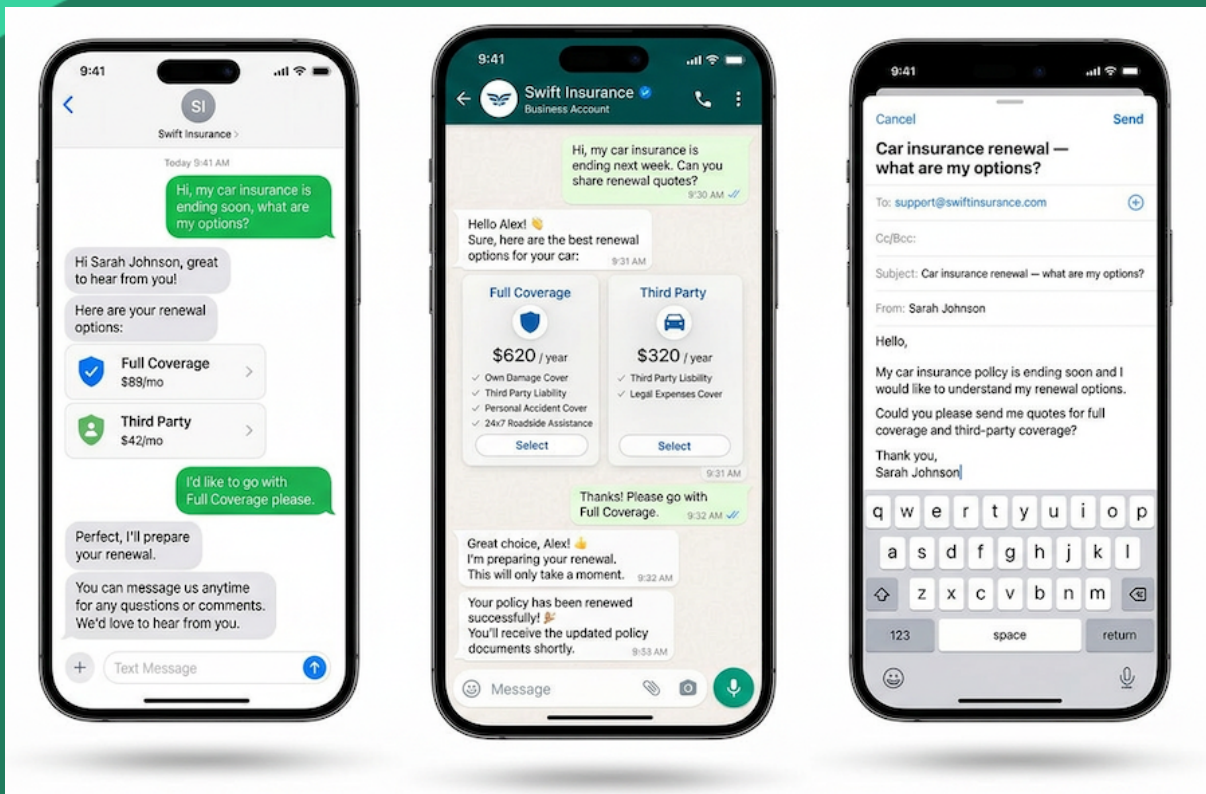 9:41
SI
Swift Insurance >
Today 9:41 AM
Hi, my car insurance is
ending soon, what are
my options?
Hi Sarah Johnson, great
to hear from you!
Here are your renewal
options:
Full Coverage
$89/mo
Third Party
$42/mo
I'd like to go with
Full Coverage please.
Perfect, I'll prepare
your renewal.
You can message us anytime
for any questions or comments.
We'd love to hear from you.
Text Message
9:41
Swift Insurance
Business Account
Hi, my car insurance is
ending next week. Can you
share renewal quotes?
9:30 AM
Hello Alex! 👋
Sure, here are the best renewal
options for your car:
9:31 AM
Full Coverage
$620 / year
✓ Own Damage Cover
✓ Third Party Liability
✓ Personal Accident Cover
✓ 24x7 Roadside Assistance
Select
Third Party
$320 / year
✓ Third Party Lisbility
✓ Legal Expenses Cover
Select
9:31 AM
Thanks! Please go with
Full Coverage. 9:32 AM
Great choice, Alex! 👍
I'm preparing your renewal.
This will only take a moment. 9:32 AM
Your policy has been renewed
successfully!
You'll receive the updated policy
documents shortly. 9:53 AM
Message
9:41
Cancel
Send
Car insurance renewal —
what are my options?
To: support@swiftinsurance.com
Cc/Bcc:
Subject: Car insurance renewal — what are my options?
From: Sarah Johnson
Hello,
My car insurance policy is ending soon and I
would like to understand my renewal options.
Could you please send me quotes for full
coverage and third-party coverage?
Thank you,
Sarah Johnson
q w e r t y u i o p
a s d f g h j k l
z x c v b n m
123 space return